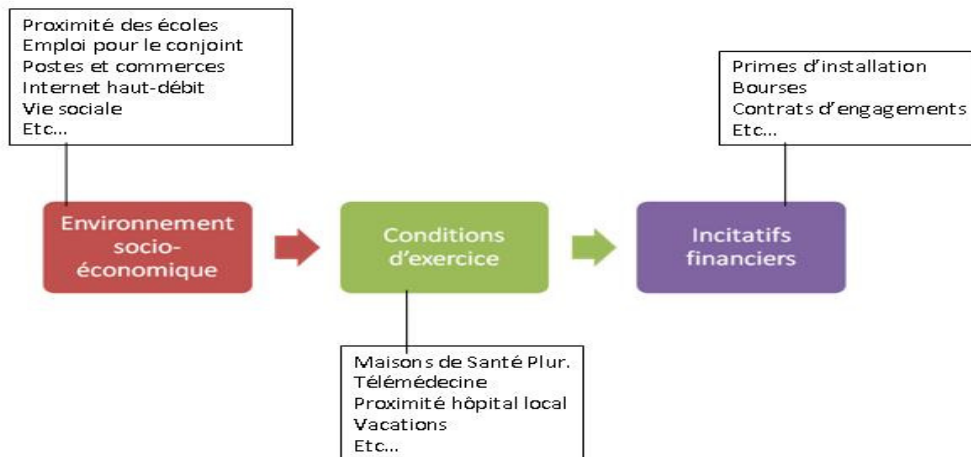 Proximité des écoles
Emploi pour le conjoint
Postes et commerces
Internet haut-débit
Vie sociale
Etc...
Primes d'installation
Bourses
Contrats d'engagements
Etc...
Environnement
socio-
économique
Conditions
d'exercice
Incitatifs
financiers
Maisons de Santé Plur.
Télémédecine
Proximité hôpital local
Vacations
Etc...